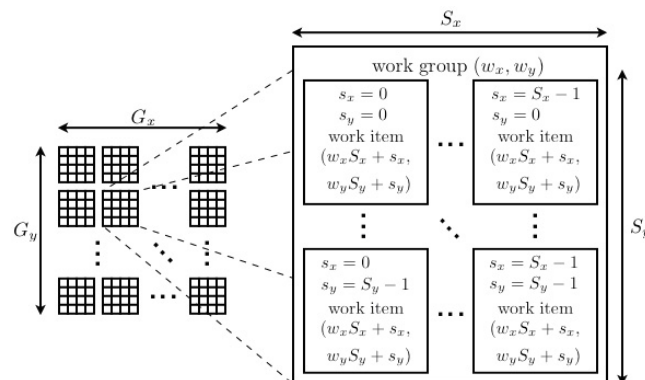 S_x
work group (w_x, w_y)
G_x
G_y
s_x = 0
s_y = 0
work item
(w_xS_x + s_x,
w_yS_y + s_y)
...
s_x = S_x − 1
s_y = 0
work item
(w_xS_x + s_x,
w_yS_y + s_y)
s_x = 0
s_y = S_y − 1
work item
(w_xS_x + s_x,
w_yS_y + s_y)
...
s_x = S_x − 1
s_y = S_y − 1
work item
(w_xS_x + s_x,
w_yS_y + s_y)